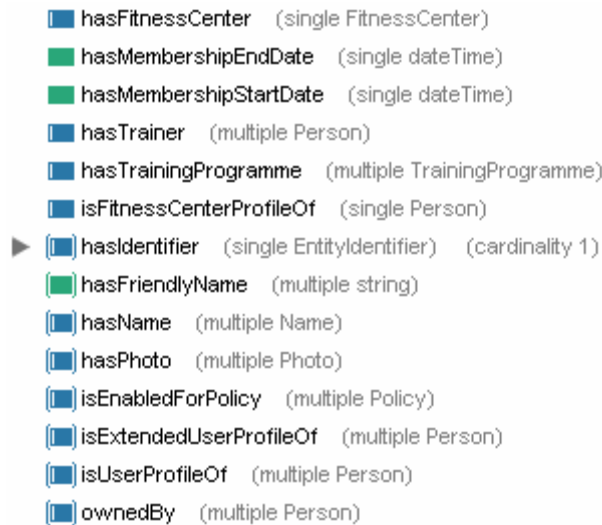 hasFitnessCenter (single FitnessCenter)
hasMembershipEndDate (single dateTime)
hasMembershipStartDate (single dateTime)
hasTrainer (multiple Person)
hasTrainingProgramme (multiple TrainingProgramme)
isFitnessCenterProfileOf (single Person)
hasIdentifier (single EntityIdentifier) (cardinality 1)
hasFriendlyName (multiple string)
hasName (multiple Name)
hasPhoto (multiple Photo)
isEnabledForPolicy (multiple Policy)
isExtendedUserProfileOf (multiple Person)
isUserProfileOf (multiple Person)
ownedBy (multiple Person)